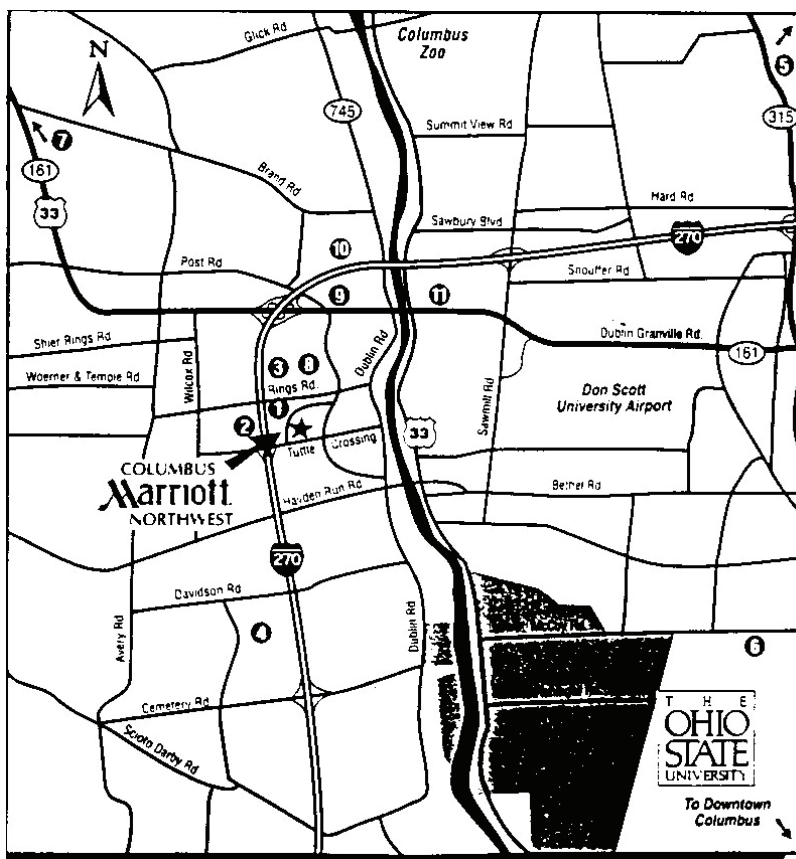 Glick Rd
Columbus
Zoo
N
5
745
315
Summit View Rd
7
161
Brand Rd
33
Hard Rd
Sawbury Blvd
270
10
Post Rd
Snouffer Rd
9
11
Shier Rings Rd
Dublin Granville Rd.
Wilcox Rd
Dublin Rd
161
3
8
Woerner & Temple Rd
Rings Rd.
Sawmill Rd
Don Scott
University Airport
1
2
33
Tuttle Crossing
COLUMBUS
Marriott
NORTHWEST
Hayden Run Rd
Bethel Rd
270
Davidson Rd
Avery Rd
4
Dublin Rd
6
Cemetery Rd
Scioto Darby Rd
THE
OHIO
STATE
UNIVERSITY
To Downtown
Columbus